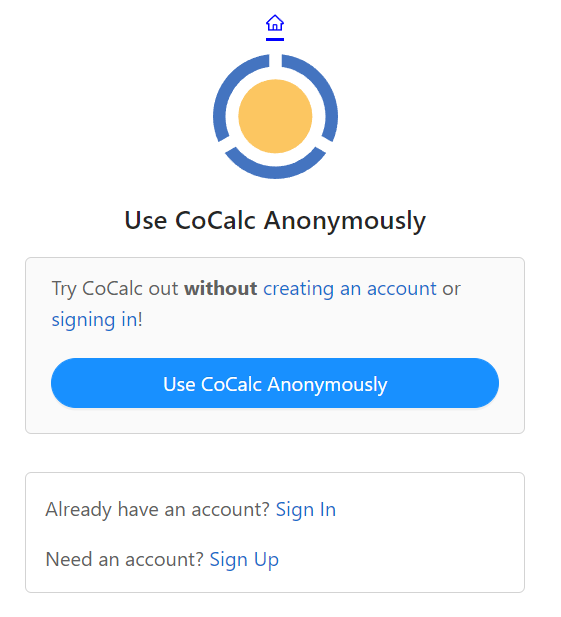 Use CoCalc Anonymously
Try CoCalc out without creating an account or
signing in!
Use CoCalc Anonymously
Already have an account? Sign In
Need an account? Sign Up